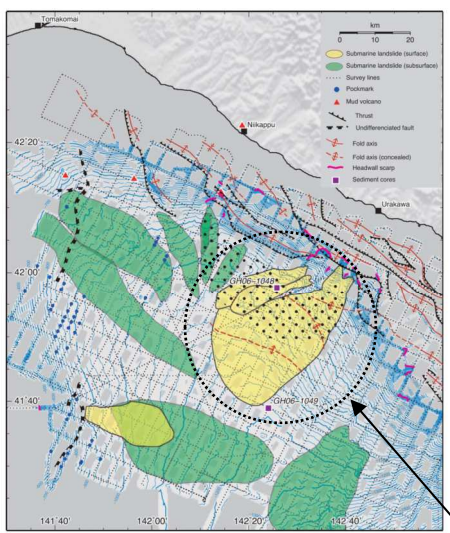 Tomakomai
km
0 10 20
Submarine landslide (surface)
Submarine landslide (subsurface)
Survey lines
Pockmark
Mud volcano
Thrust
Undifferenciated fault
Fold axis
Fold axis (concealed)
Headwall scarp
Sediment cores
Niikappu
42°20'
Urakawa
42°00'
GH06-1048
41°40'
GH06-1049
141°40' 142°00' 142°20' 142°40'